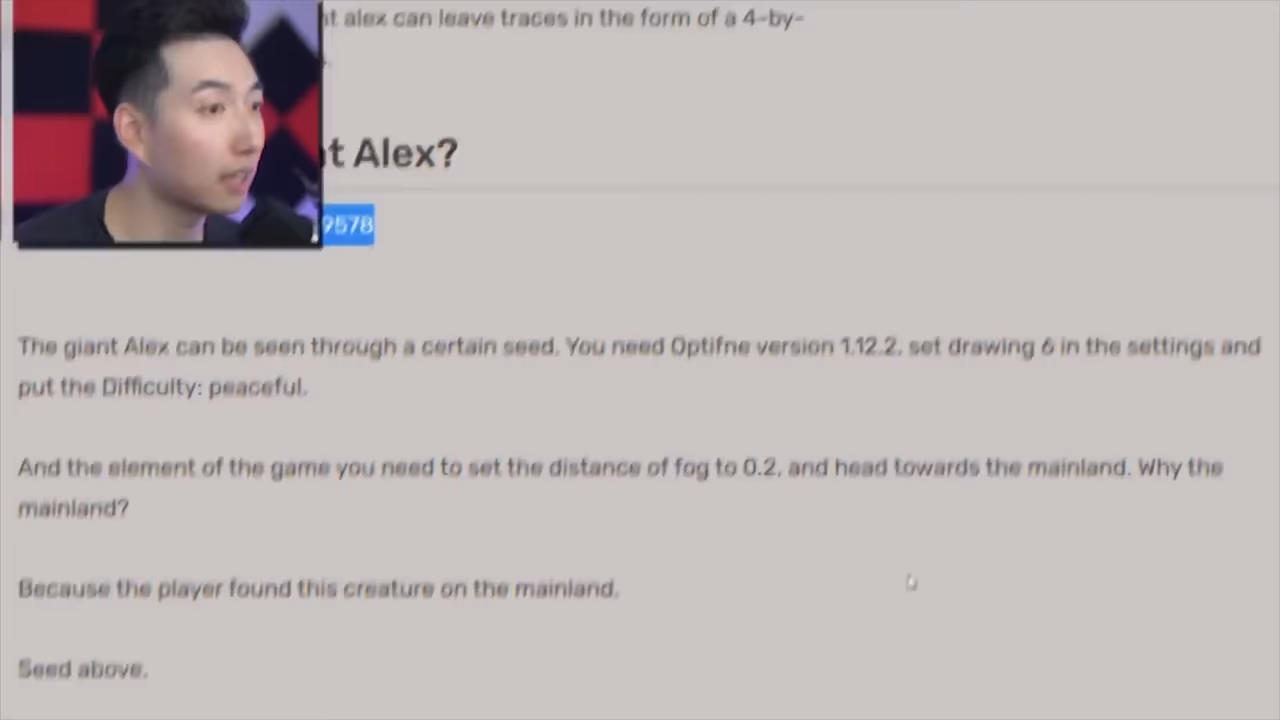 alex can leave traces in the form of a 4-by-
t Alex?
9578
The giant Alex can be seen through a certain seed. You need Optifne version 1.12.2, set drawing 6 in the settings and
put the Difficulty: peaceful.
And the element of the game you need to set the distance of fog to 0.2, and head towards the mainland. Why the
mainland?
Because the player found this creature on the mainland.
Seed above.